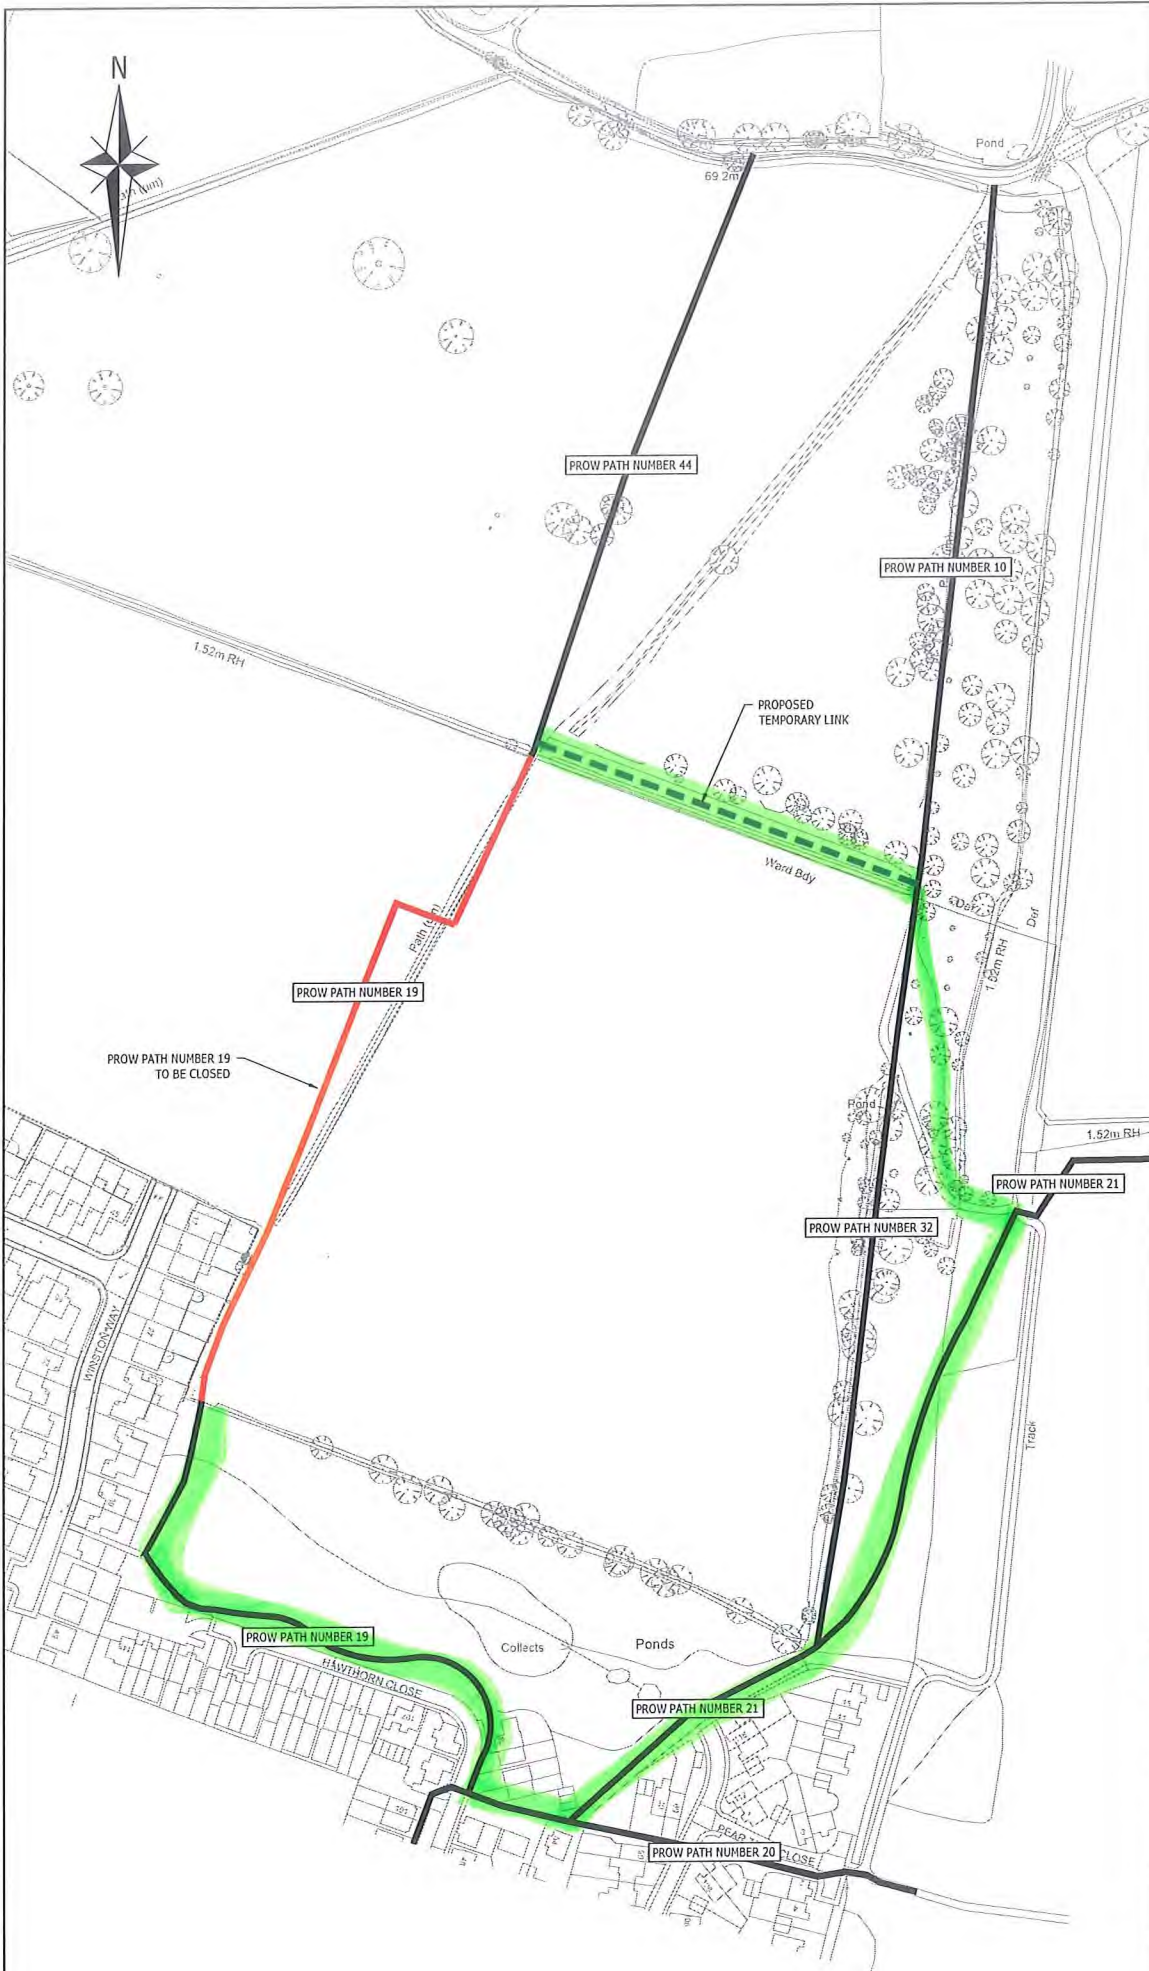 N
Pond
69.2m
PROW PATH NUMBER 44
PROW PATH NUMBER 10
1.52m RH
PROPOSED
TEMPORARY LINK
Ward Bdy
Def
Def
1.52m RH
PROW PATH NUMBER 19
PROW PATH NUMBER 19
TO BE CLOSED
Pond
1.52m RH
PROW PATH NUMBER 21
PROW PATH NUMBER 32
WINSTON WAY
Track
PROW PATH NUMBER 19
HAWTHORN CLOSE
Collects
Ponds
PROW PATH NUMBER 21
PROW PATH NUMBER 20
CLOSE